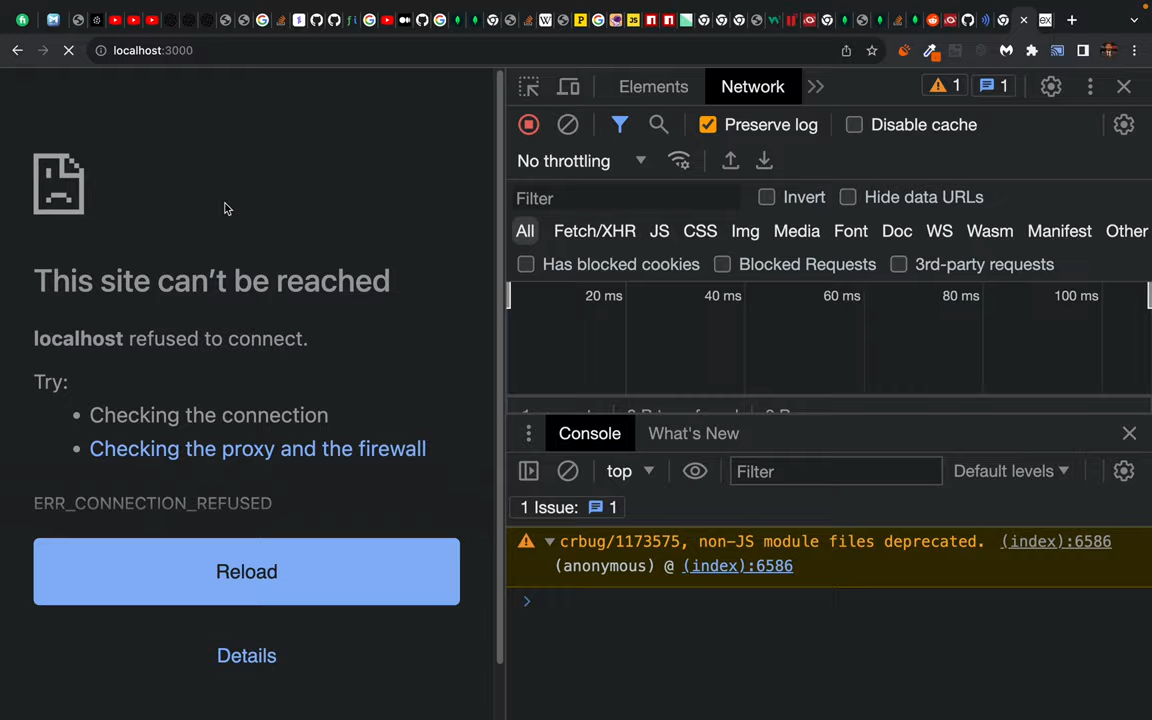 localhost:3000
This site can’t be reached
localhost refused to connect.
Try:
• Checking the connection
• Checking the proxy and the firewall
ERR_CONNECTION_REFUSED
Reload
Details
Elements
Network
1
1
Preserve log
Disable cache
No throttling
Filter
Invert
Hide data URLs
All Fetch/XHR JS CSS Img Media Font Doc WS Wasm Manifest Other
Has blocked cookies
Blocked Requests
3rd-party requests
20 ms 40 ms 60 ms 80 ms 100 ms
Console
What's New
top
Filter
Default levels
1 Issue: 1
crbug/1173575, non-JS module files deprecated. (index):6586
(anonymous) @ (index):6586